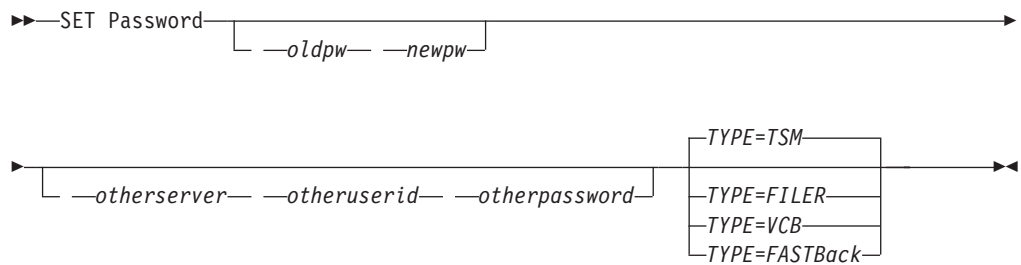 SET Password
oldpw newpw
TYPE=TSM
otherserver otheruserid otherpassword
TYPE=FILER
TYPE=VCB
TYPE=FASTBack